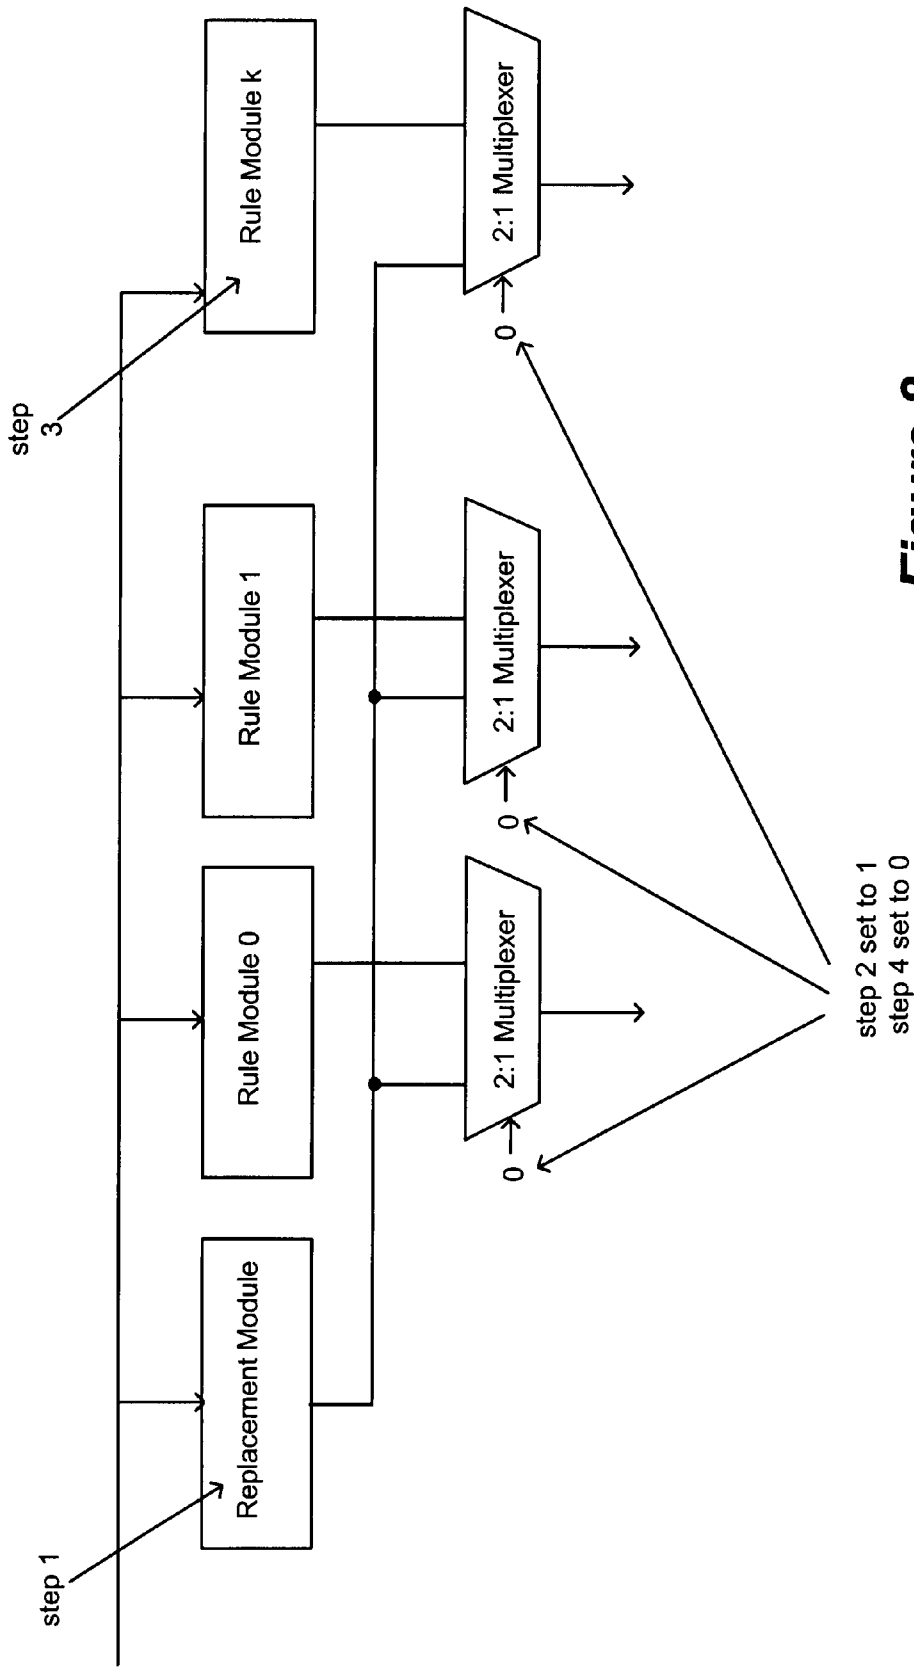 step
3
step 1
Replacement Module
Rule Module 0
Rule Module 1
Rule Module k
2:1 Multiplexer
2:1 Multiplexer
2:1 Multiplexer
0
0
0
step 2 set to 1
step 4 set to 0
Figure